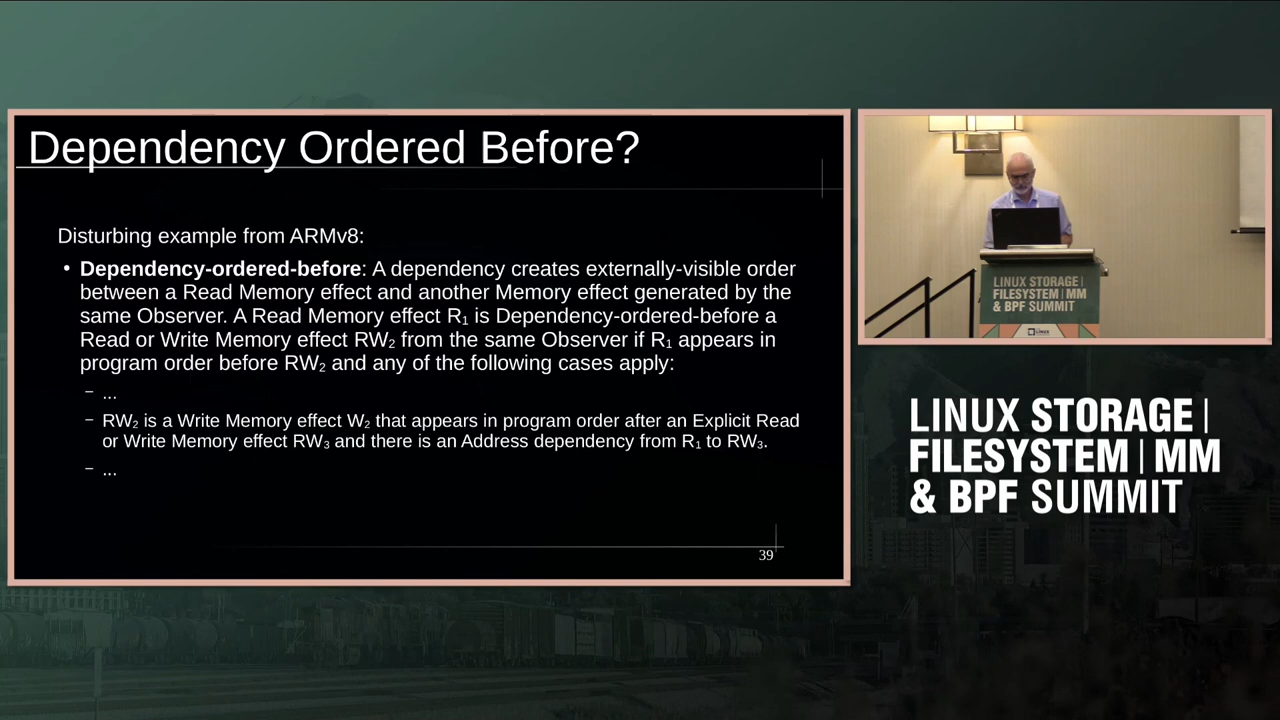 Dependency Ordered Before?
Disturbing example from ARMv8:
• Dependency-ordered-before: A dependency creates externally-visible order
between a Read Memory effect and another Memory effect generated by the
same Observer. A Read Memory effect R₁ is Dependency-ordered-before a
Read or Write Memory effect RW₂ from the same Observer if R₁ appears in
program order before RW₂ and any of the following cases apply:
– ...
– RW₂ is a Write Memory effect W₂ that appears in program order after an Explicit Read
or Write Memory effect RW₃ and there is an Address dependency from R₁ to RW₃.
– ...
39
LINUX STORAGE |
FILESYSTEM | MM
& BPF SUMMIT
LINUX
LINUX STORAGE |
FILESYSTEM | MM
& BPF SUMMIT